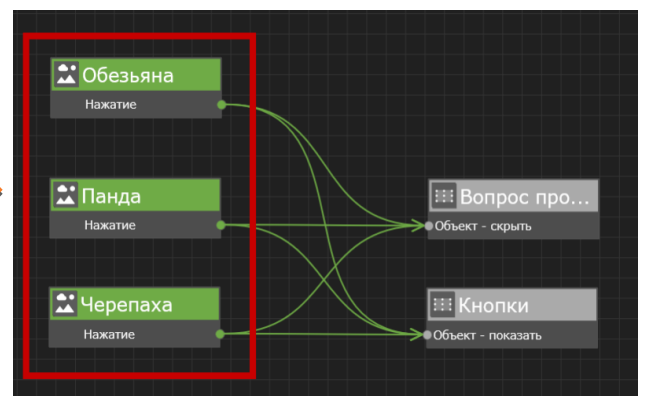 Обезьяна
Нажатие
Панда
Нажатие
Черепаха
Нажатие
Вопрос про...
Объект - скрыть
Кнопки
Объект - показать